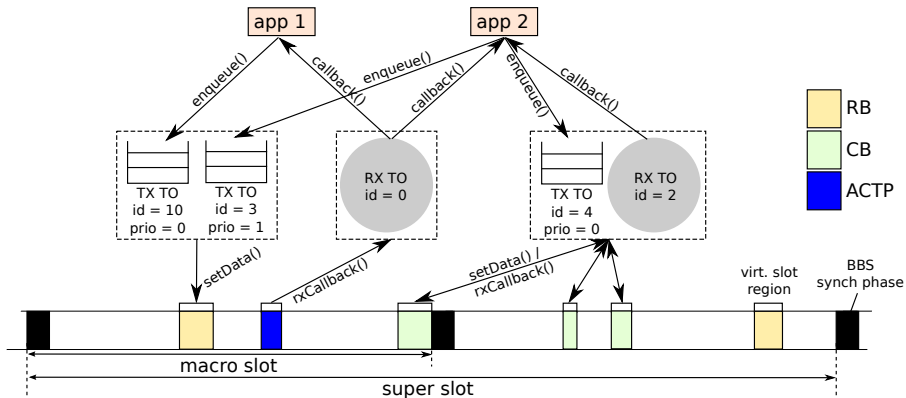 app 1
app 2
enqueue()
callback()
enqueue()
callback()
enqueue()
callback()
RB
CB
ACTP
TX TO
id = 10
prio = 0
TX TO
id = 3
prio = 1
RX TO
id = 0
TX TO
id = 4
prio = 0
RX TO
id = 2
setData()
rxCallback()
setData() /
rxCallback()
virt. slot
region
BBS
synch phase
macro slot
super slot